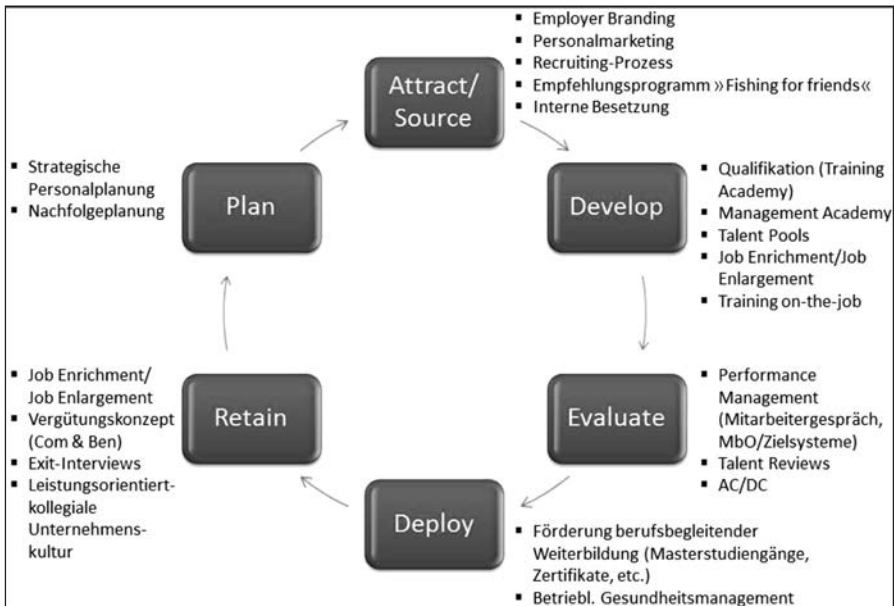 Attract/
Source
▪ Employer Branding
▪ Personalmarketing
▪ Recruiting-Prozess
▪ Empfehlungsprogramm »Fishing for friends«
▪ Interne Besetzung
Develop
▪ Qualifikation (Training
Academy)
▪ Management Academy
▪ Talent Pools
▪ Job Enrichment/Job
Enlargement
▪ Training on-the-job
Evaluate
▪ Performance
Management
(Mitarbeitergespräch,
MbO/Zielsysteme)
▪ Talent Reviews
▪ AC/DC
Deploy
▪ Förderung berufsbegleitender
Weiterbildung (Masterstudiengänge,
Zertifikate, etc.)
▪ Betriebl. Gesundheitsmanagement
Retain
▪ Job Enrichment/
Job Enlargement
▪ Vergütungskonzept
(Com & Ben)
▪ Exit-Interviews
▪ Leistungsorientiert-
kollegiale
Unternehmens-
kultur
Plan
▪ Strategische
Personalplanung
▪ Nachfolgeplanung